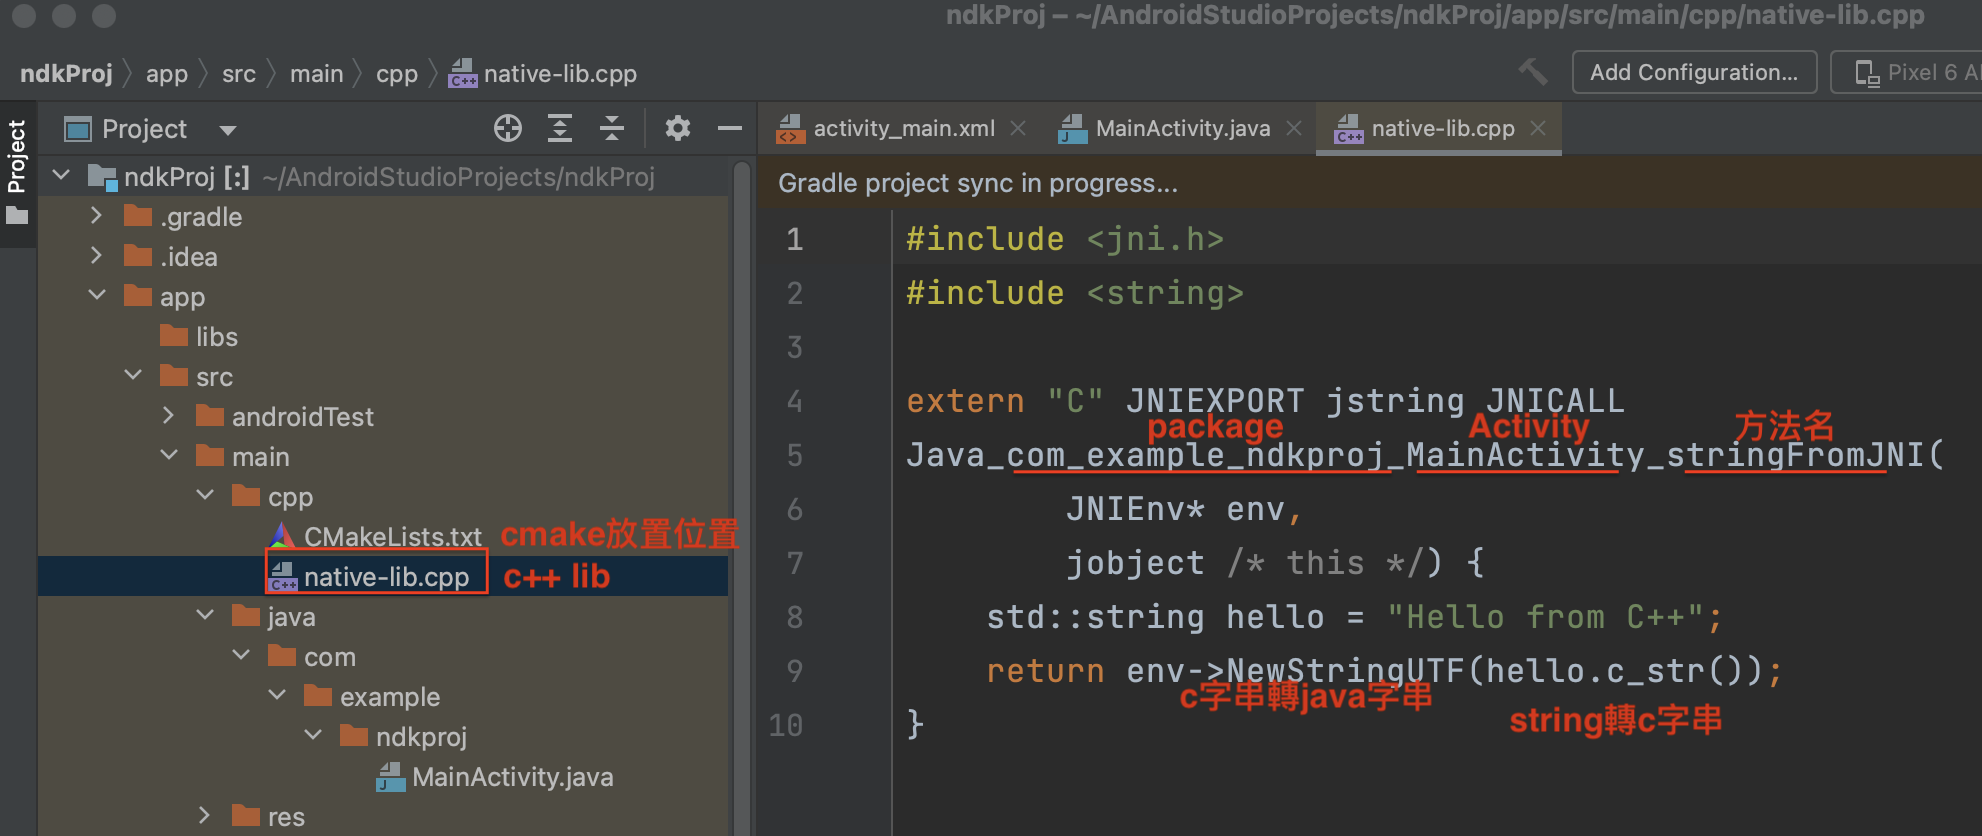 ndkProj – ~/AndroidStudioProjects/ndkProj/app/src/main/cpp/native-lib.cpp
ndkProj 〉 app 〉 src 〉 main 〉 cpp 〉 native-lib.cpp
Add Configuration...
Pixel 6 A
Project
Project
activity_main.xml
MainActivity.java
native-lib.cpp
ndkProj [:] ~/AndroidStudioProjects/ndkProj
.gradle
.idea
app
libs
src
androidTest
main
cpp
CMakeLists.txt cmake放置位置
native-lib.cpp c++ lib
java
com
example
ndkproj
MainActivity.java
res
Gradle project sync in progress...
1 #include <jni.h>
2 #include <string>
3
4 extern "C" JNIEXPORT jstring JNICALL
package Activity 方法名
5 Java_com_example_ndkproj_MainActivity_stringFromJNI(
6 JNIEnv* env,
7 jobject /* this */) {
8 std::string hello = "Hello from C++";
9 return env->NewStringUTF(hello.c_str());
c字串轉java字串
string轉c字串
10 }